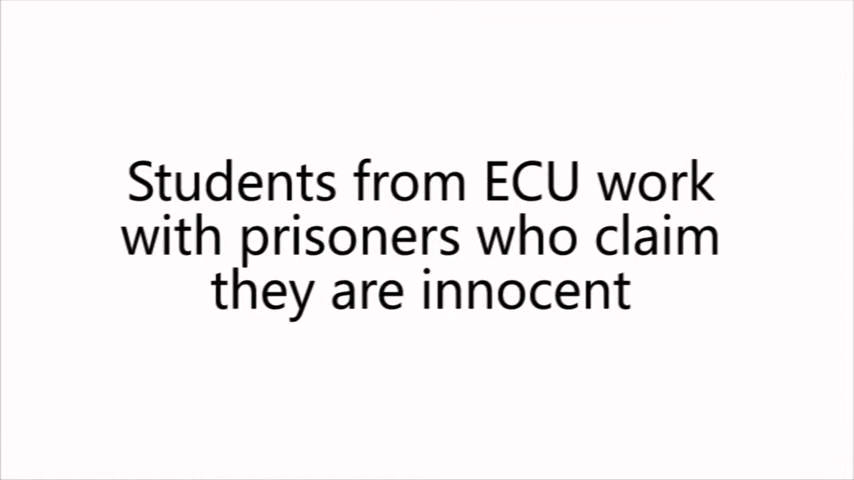 Students from ECU work
with prisoners who claim
they are innocent